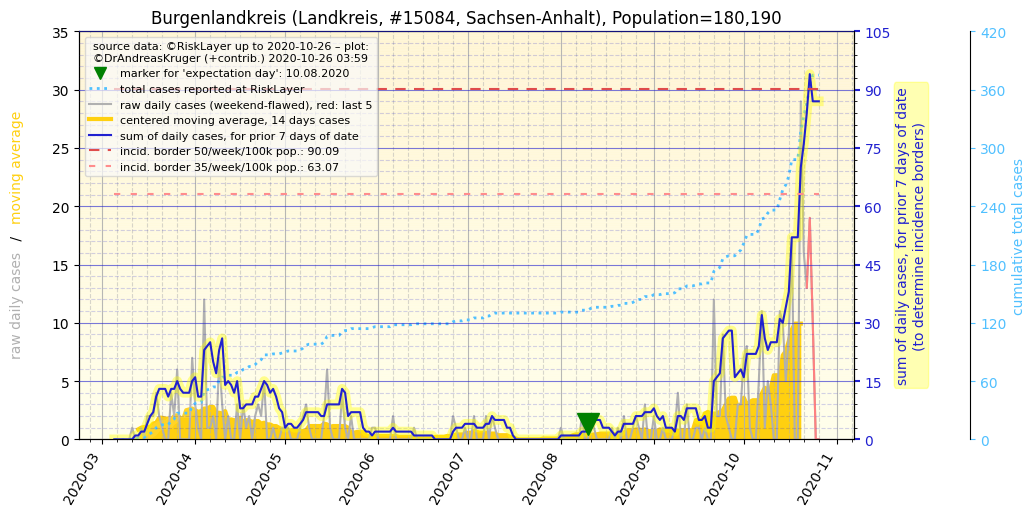 Burgenlandkreis (Landkreis, #15084, Sachsen-Anhalt), Population=180,190
source data: ©RiskLayer up to 2020-10-26 – plot:
©DrAndreasKruger (+contrib.) 2020-10-26 03:59
marker for 'expectation day': 10.08.2020
total cases reported at RiskLayer
raw daily cases (weekend-flawed), red: last 5
centered moving average, 14 days cases
sum of daily cases, for prior 7 days of date
incid. border 50/week/100k pop.: 90.09
incid. border 35/week/100k pop.: 63.07
raw daily cases / moving average
35
30
25
20
15
10
5
0
2020-03
2020-04
2020-05
2020-06
2020-07
2020-08
2020-09
2020-10
2020-11
105
90
75
60
45
30
15
0
sum of daily cases, for prior 7 days of date
(to determine incidence borders)
420
360
300
240
180
120
60
0
cumulative total cases